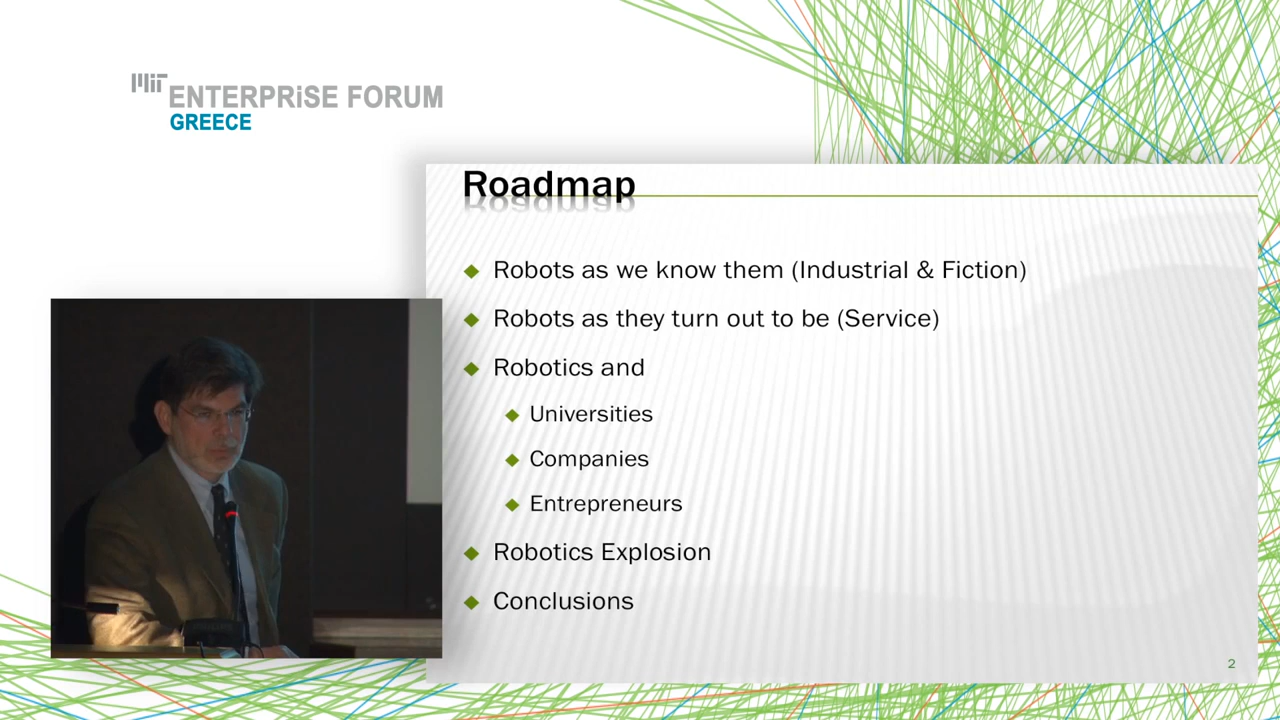 MiT
ENTERPRiSE FORUM
GREECE
Roadmap
Robots as we know them (Industrial & Fiction)
Robots as they turn out to be (Service)
Robotics and
Universities
Companies
Entrepreneurs
Robotics Explosion
Conclusions
2